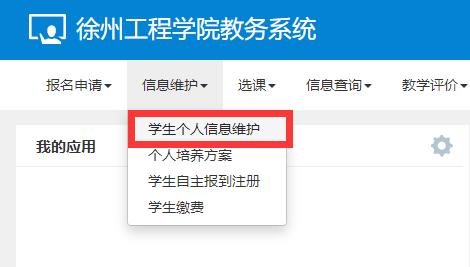 徐州工程学院教务系统
报名申请 信息维护 选课 信息查询 教学评价
学生个人信息维护
我的应用
个人培养方案
学生自主报到注册
学生缴费